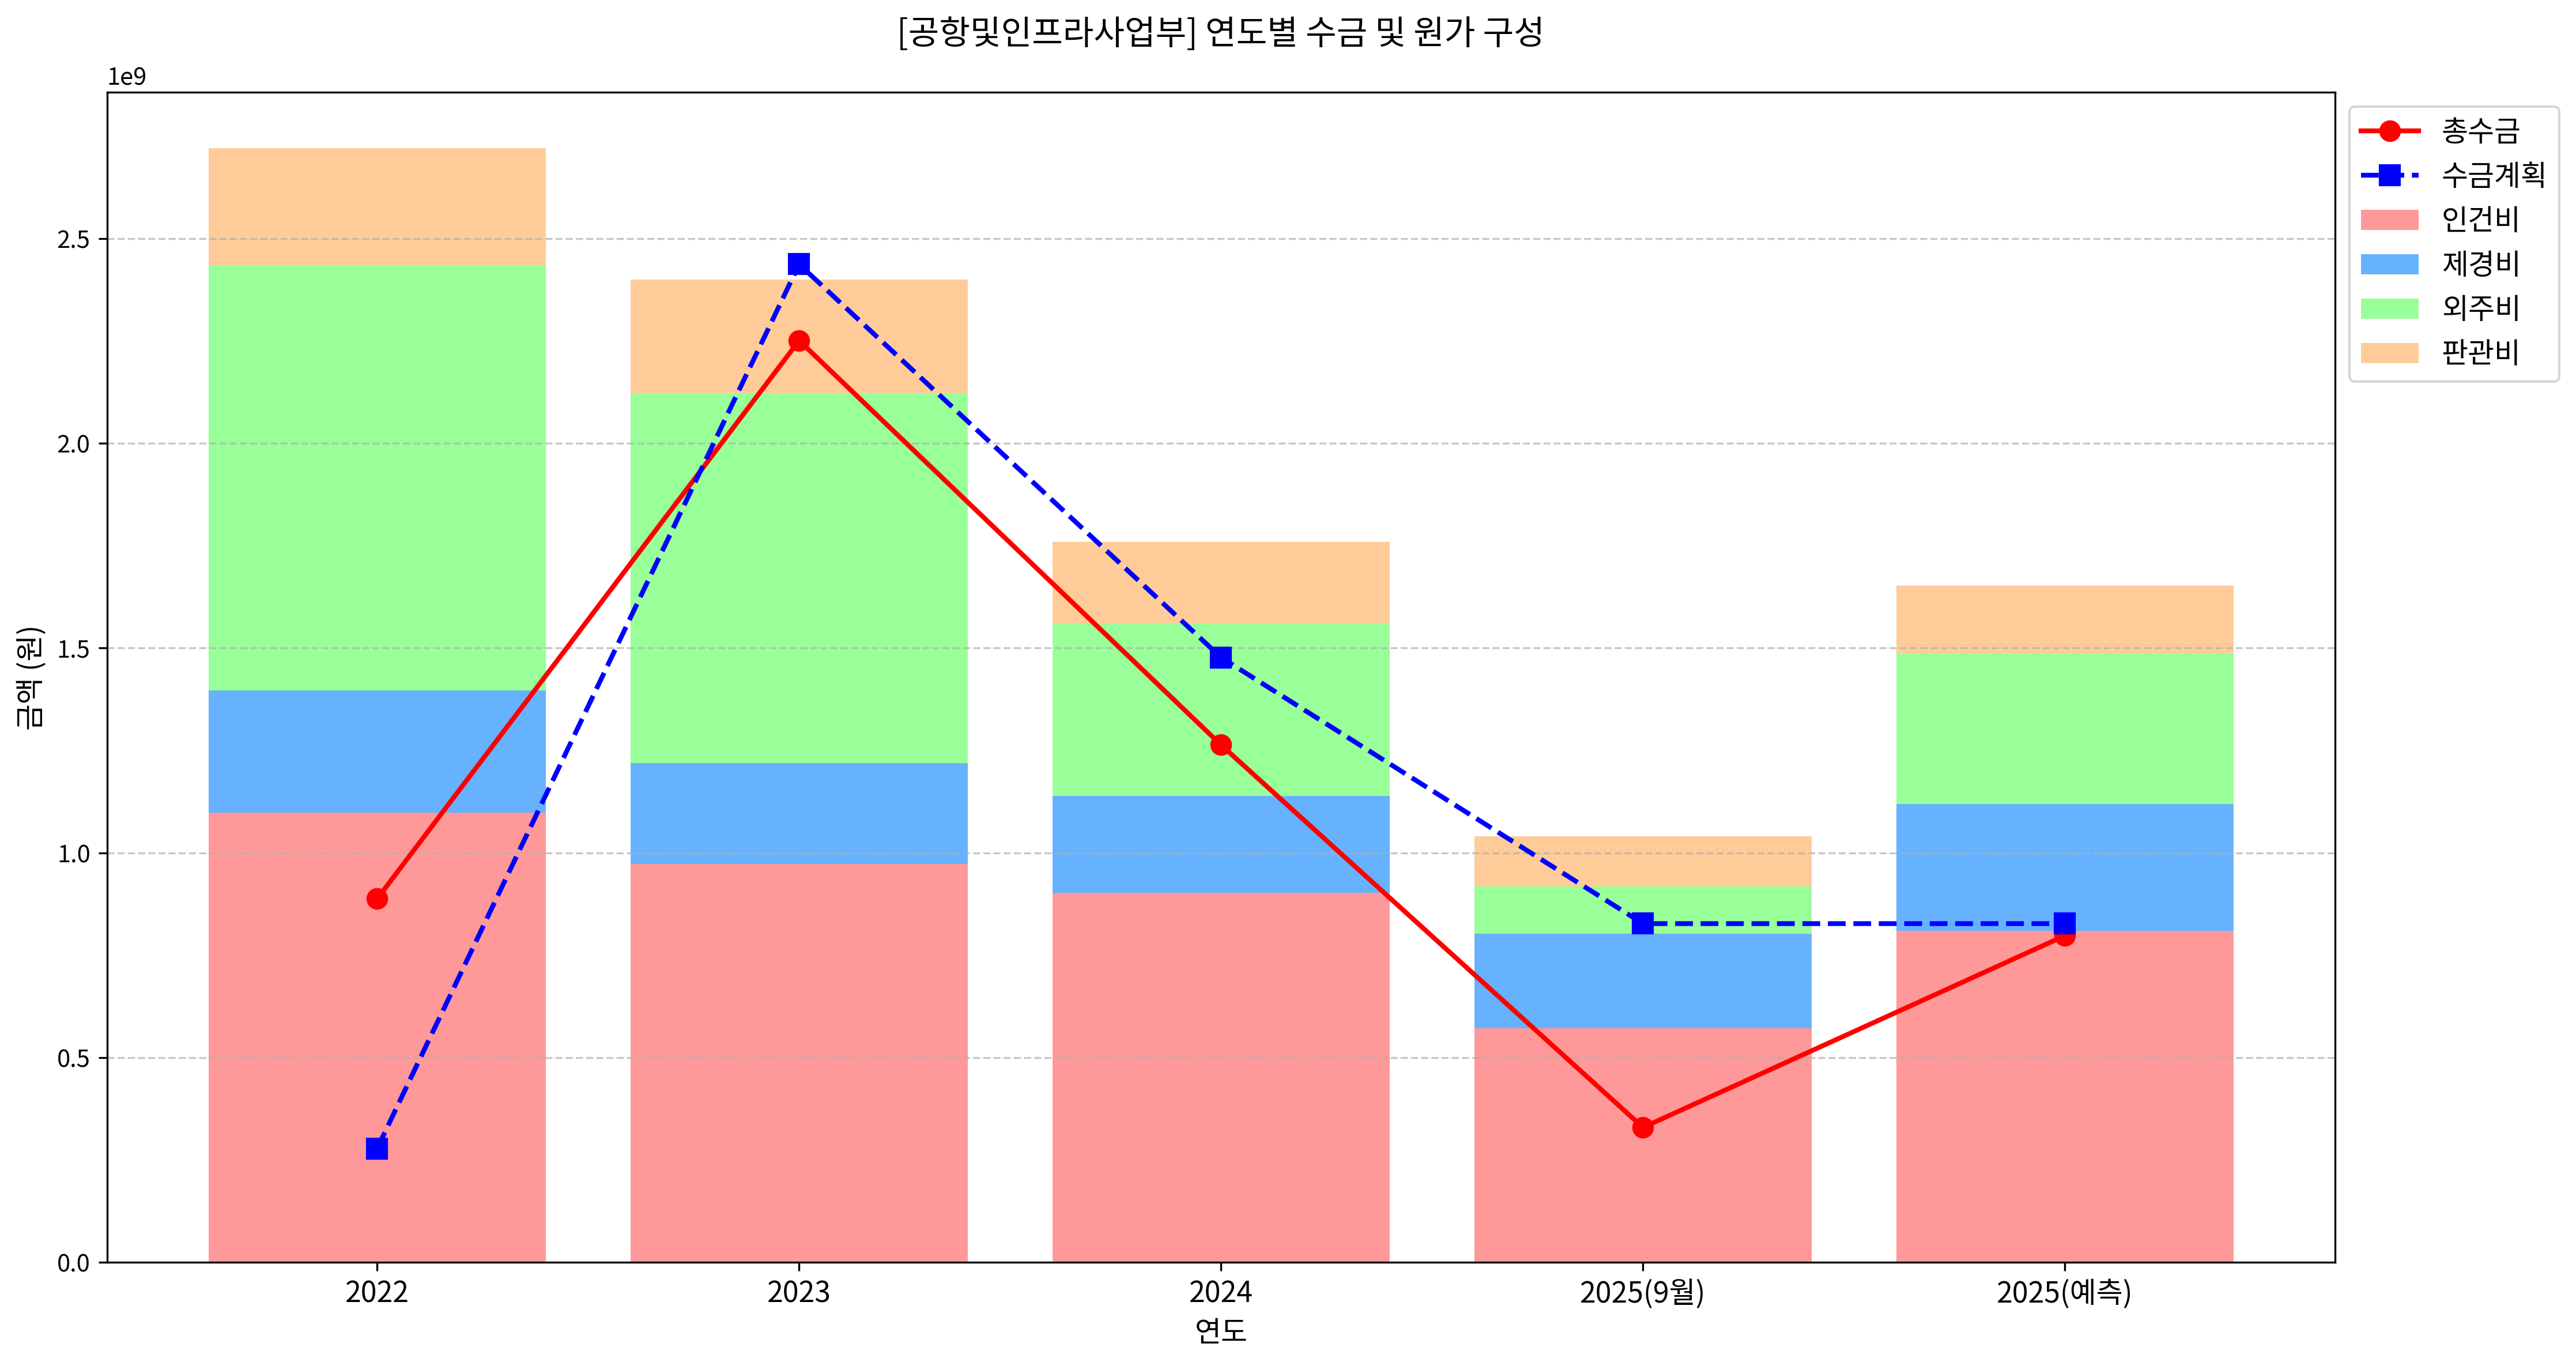 [공항및인프라사업부] 연도별 수금 및 원가 구성
1e9
총수금
수금계획
인건비
제경비
외주비
판관비
금액 (원)
2.5
2.0
1.5
1.0
0.5
0.0
2022
2023
2024
2025(9월)
2025(예측)
연도